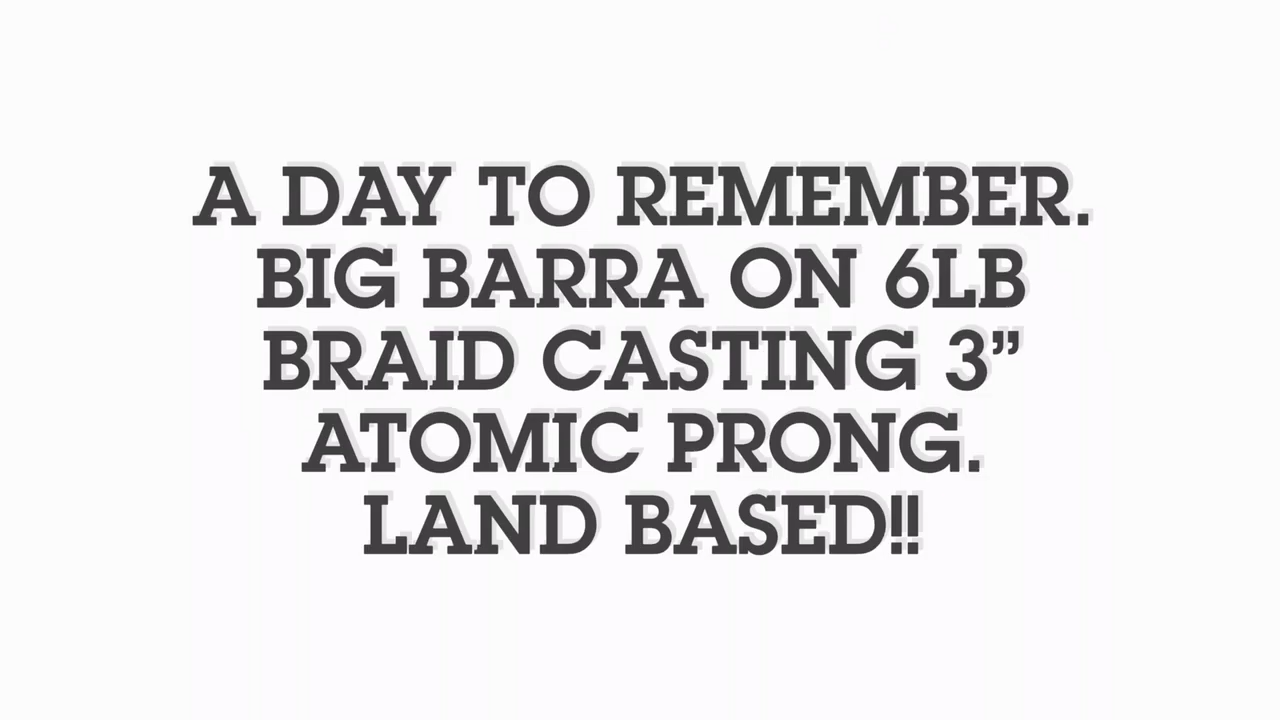 A DAY TO REMEMBER.
BIG BARRA ON 6LB
BRAID CASTING 3”
ATOMIC PRONG.
LAND BASED!!